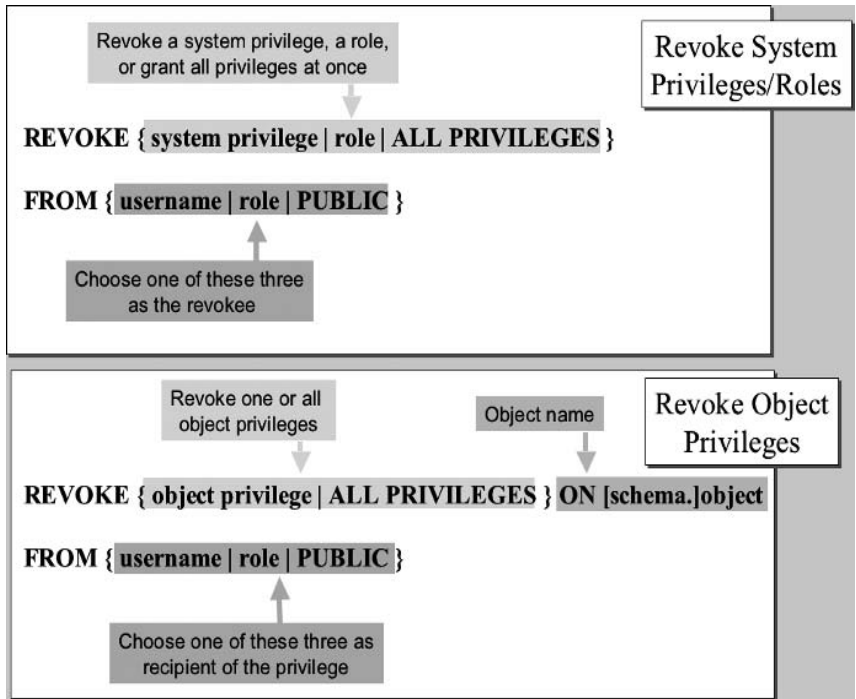 Revoke a system privilege, a role,
or grant all privileges at once
Revoke System
Privileges/Roles
REVOKE { system privilege | role | ALL PRIVILEGES }
FROM { username | role | PUBLIC }
Choose one of these three
as the revokee
Revoke one or all
object privileges
Object name
Revoke Object
Privileges
REVOKE { object privilege | ALL PRIVILEGES } ON [schema.]object
FROM { username | role | PUBLIC }
Choose one of these three as
recipient of the privilege